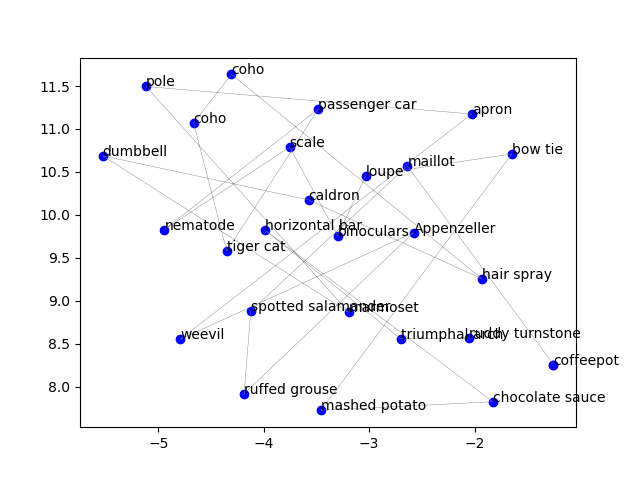 coho
pole
11.5
passenger car
apron
coho
11.0
scale
bow tie
dumbbell
maillot
10.5
loupe
caldron
10.0
nematode
horizontal bar
binoculars
Appenzeller
tiger cat
9.5
hair spray
9.0
spotted salamander
marmoset
weevil
triumphal arch
ruddy turnstone
8.5
coffeepot
8.0
ruffed grouse
chocolate sauce
mashed potato
−5
−4
−3
−2